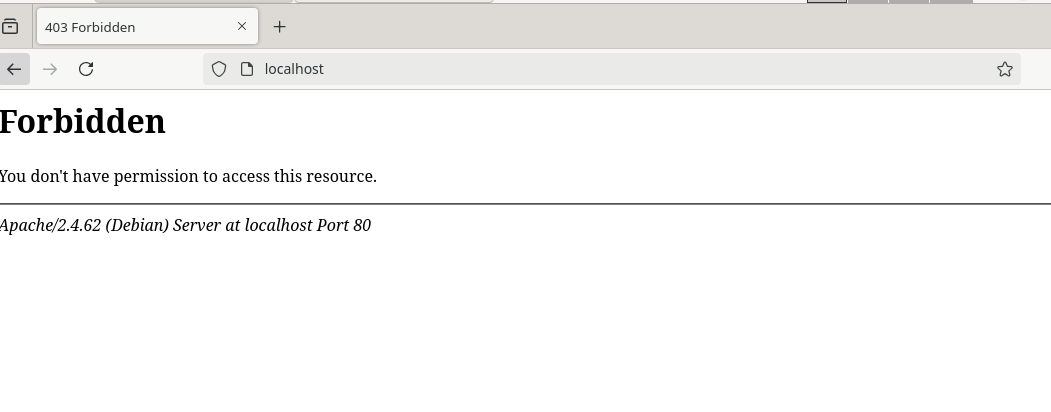 403 Forbidden
localhost
Forbidden
You don't have permission to access this resource.
Apache/2.4.62 (Debian) Server at localhost Port 80